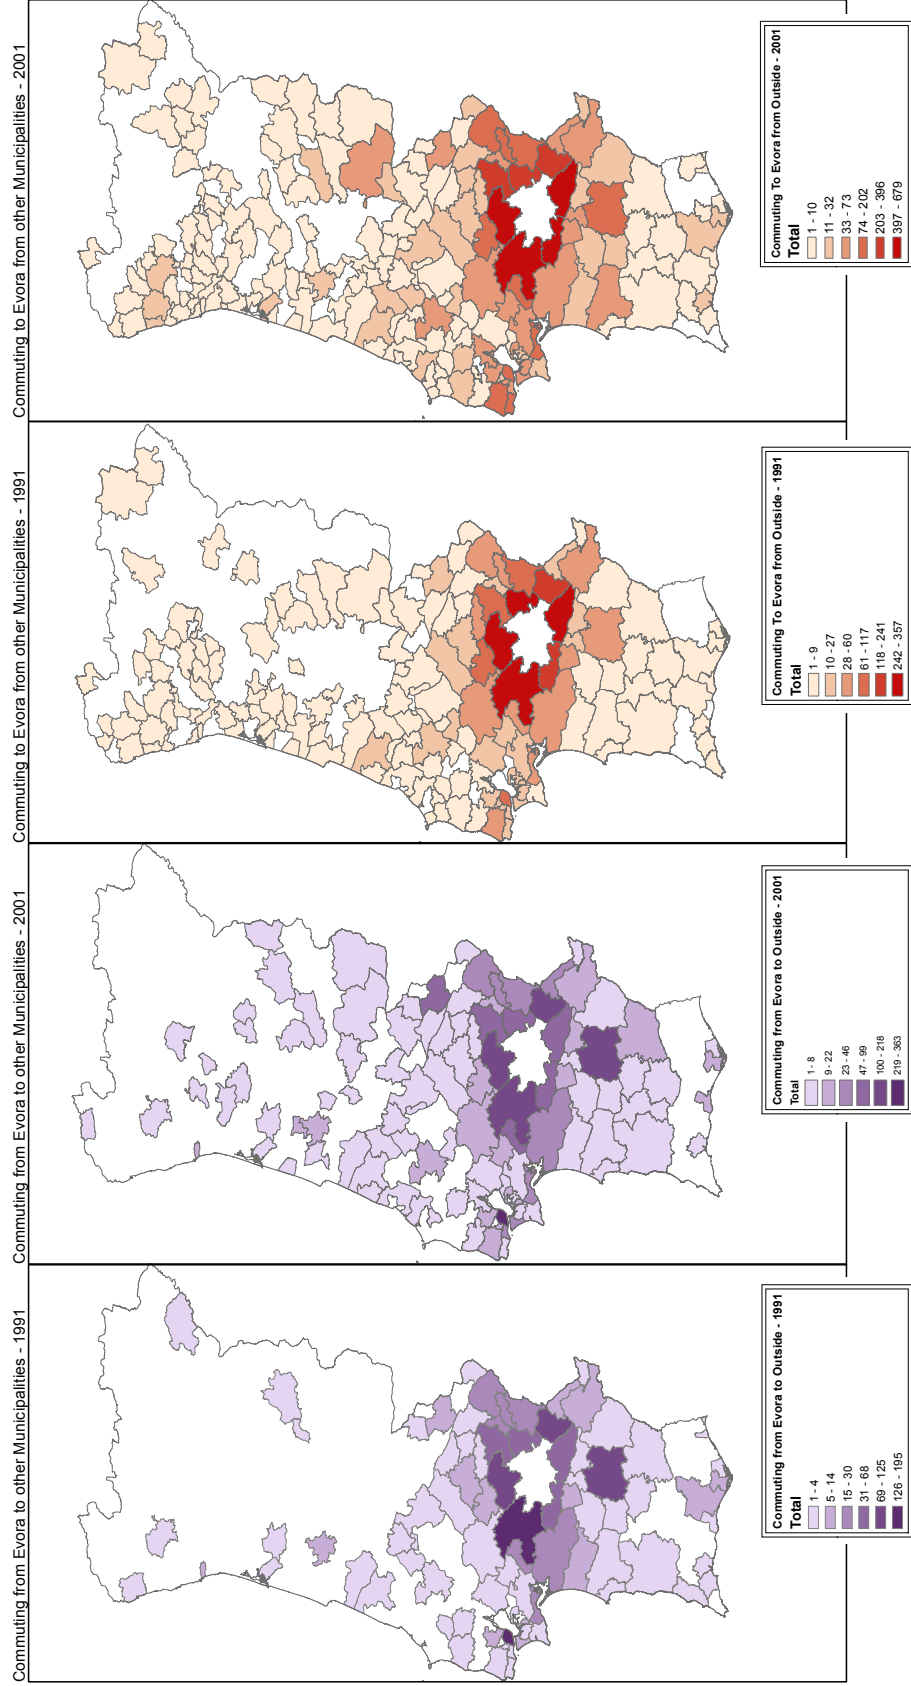 Commuting from Evora to other Municipalities - 1991
Commuting from Evora to Outside - 1991
Total
1 - 4
5 - 14
15 - 30
31 - 68
69 - 125
126 - 195
Commuting from Evora to other Municipalities - 2001
Commuting from Evora to Outside - 2001
Total
1 - 8
9 - 22
23 - 46
47 - 99
100 - 218
219 - 363
Commuting to Evora from other Municipalities - 1991
Commuting To Evora from Outside - 1991
Total
1 - 9
10 - 27
28 - 60
61 - 117
118 - 241
242 - 357
Commuting to Evora from other Municipalities - 2001
Commuting To Evora from Outside - 2001
Total
1 - 10
11 - 32
33 - 73
74 - 202
203 - 396
397 - 679